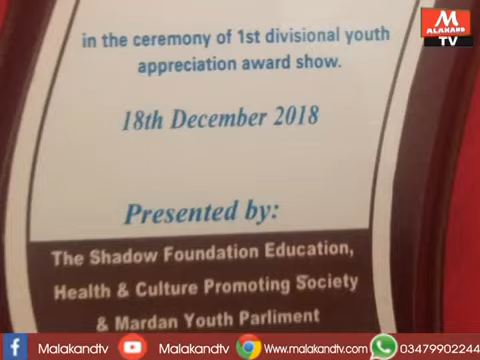 M
MALAKAND
TV
in the ceremony of 1st divisional youth
appreciation award show.
18th December 2018
Presented by:
The Shadow Foundation Education,
Health & Culture Promoting Society
& Mardan Youth Parliment
Malakandtv Malakandtv www.malakandtv.com 03479902244